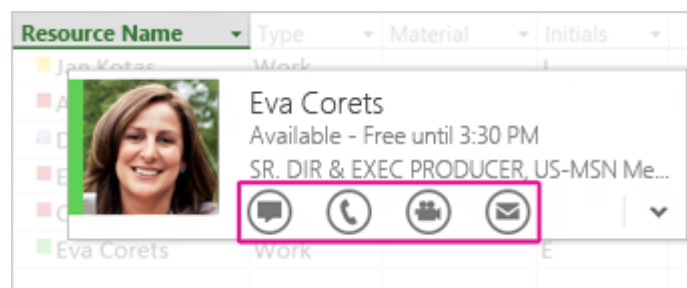 Resource Name Type Material Initials
Jan Kotas Work
Eva Corets
Available - Free until 3:30 PM
SR. DIR & EXEC PRODUCER, US-MSN Me...
Eva Corets Work E